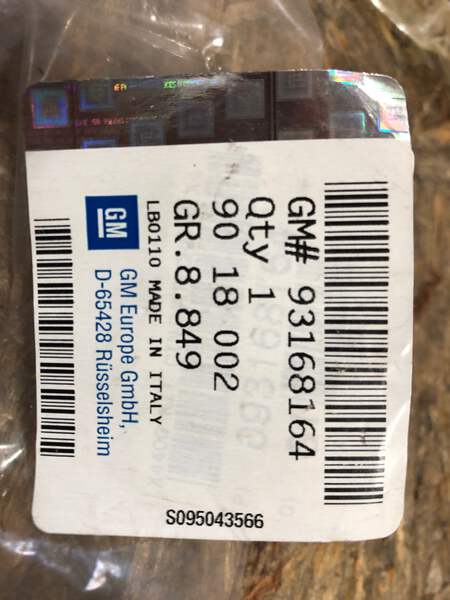 GM# 93168164
Qty 1
90 18 002
GR.8.849
LB0110 MADE IN ITALY
GM
GM Europe GmbH,
D-65428 Rüsselsheim
S095043566